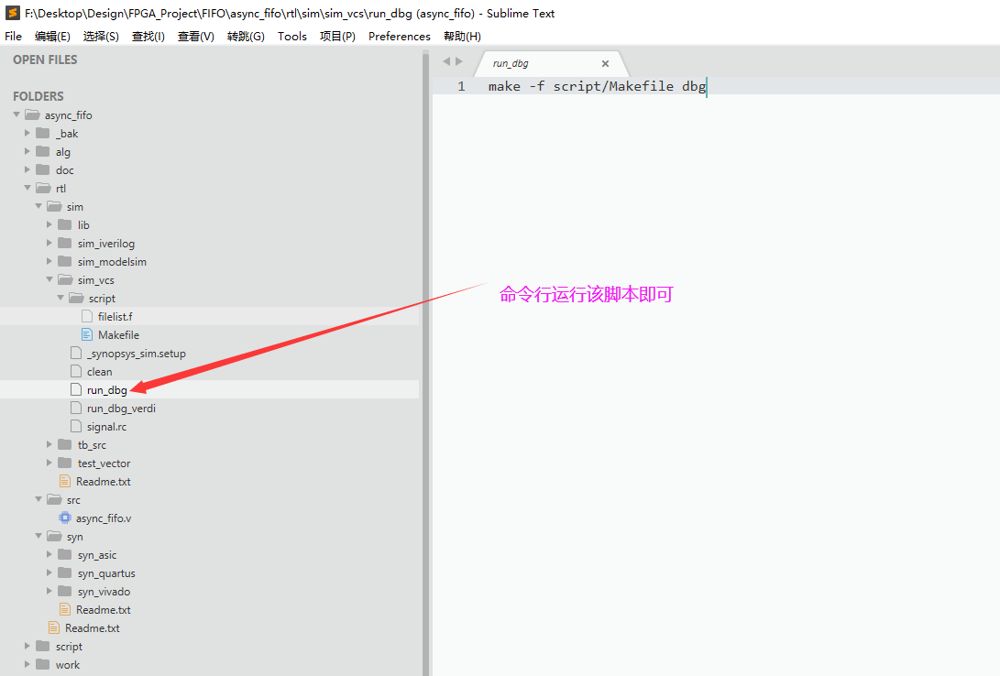 F:\Desktop\Design\FPGA_Project\FIFO\async_fifo\rtl\sim\sim_vcs\run_dbg (async_fifo) - Sublime Text
File 编辑(E) 选择(S) 查找(I) 查看(V) 转跳(G) Tools 项目(P) Preferences 帮助(H)
OPEN FILES
FOLDERS
async_fifo
_bak
alg
doc
rtl
sim
lib
sim_iverilog
sim_modelsim
sim_vcs
script
filelist.f
Makefile
_synopsys_sim.setup
clean
run_dbg
run_dbg_verdi
signal.rc
tb_src
test_vector
Readme.txt
src
async_fifo.v
syn
syn_asic
syn_quartus
syn_vivado
Readme.txt
Readme.txt
script
work
run_dbg
1 make -f script/Makefile dbg
命令行运行该脚本即可